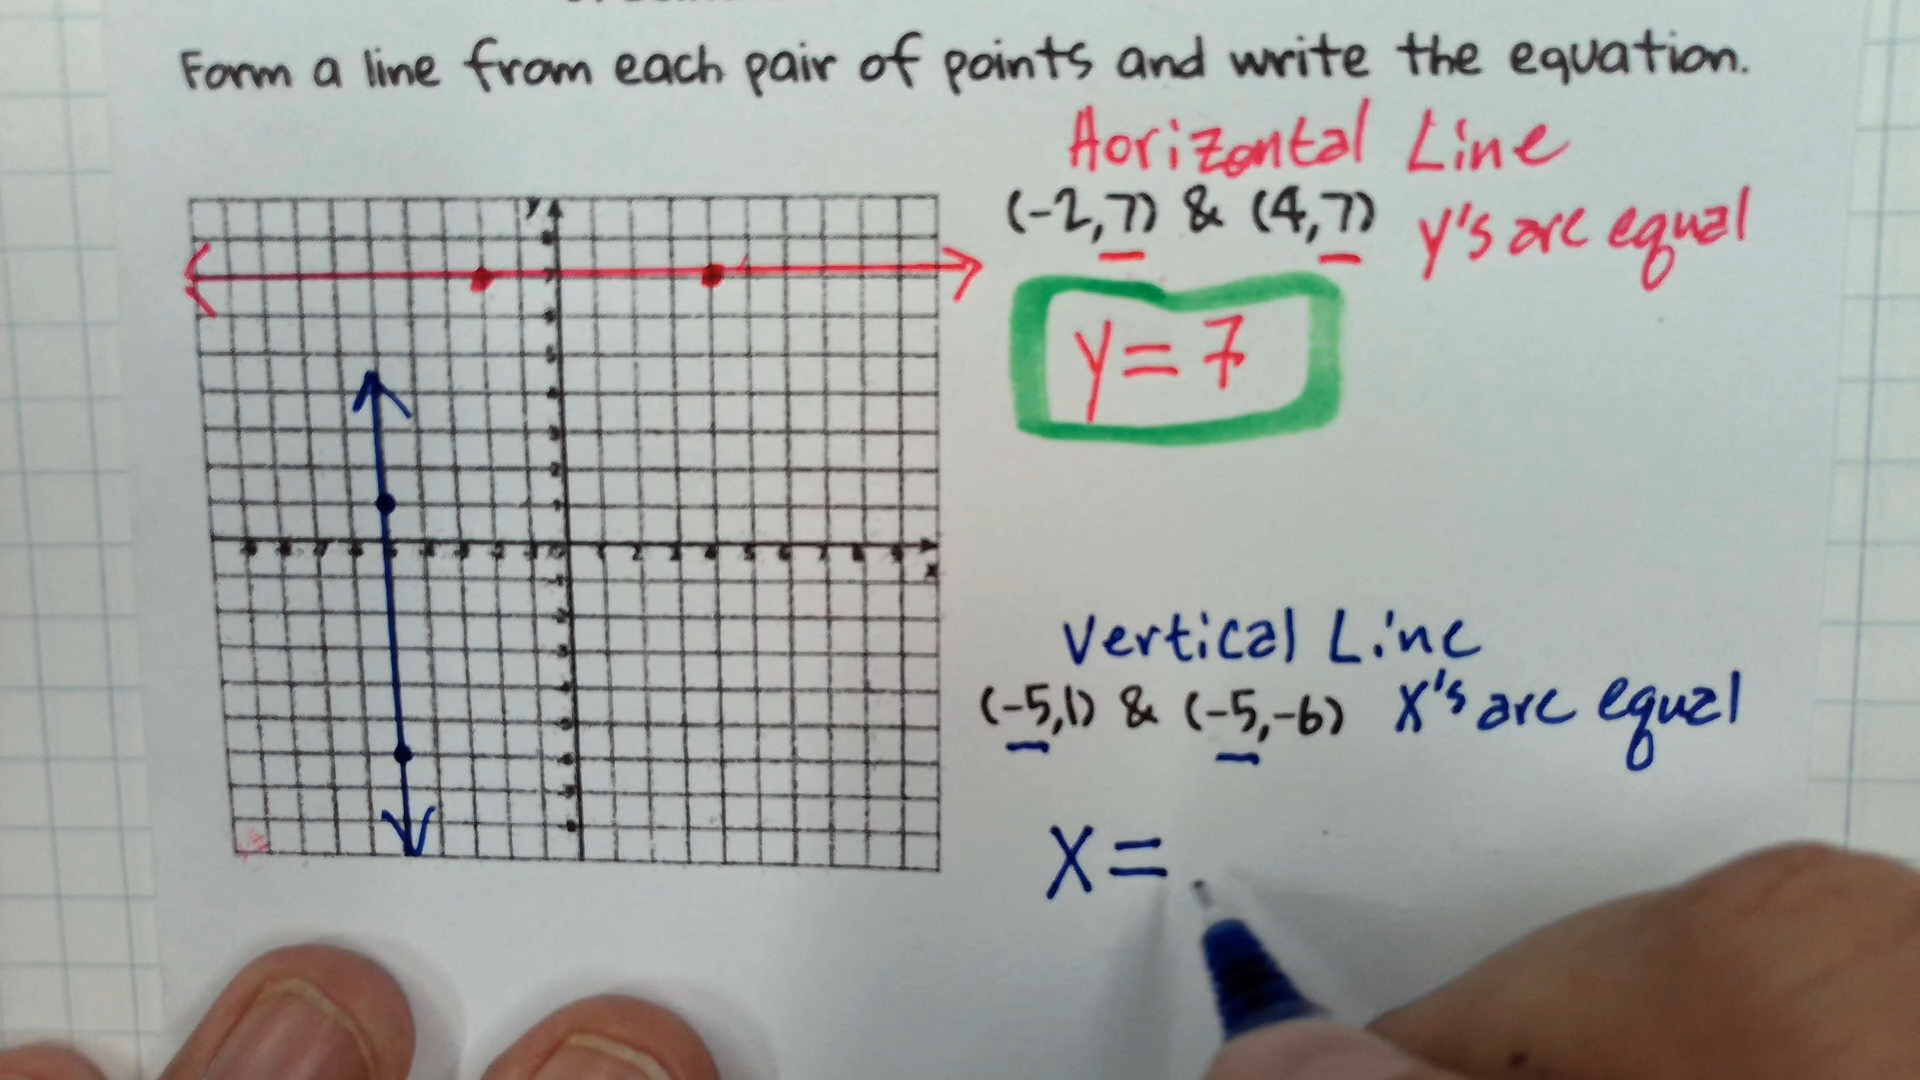 Form a line from each pair of points and write the equation.
Horizontal Line
(-2,7) & (4,7) y's are equal
y = 7
Vertical Line
(-5,1) & (-5,-6) x's are equal
x =
y
x